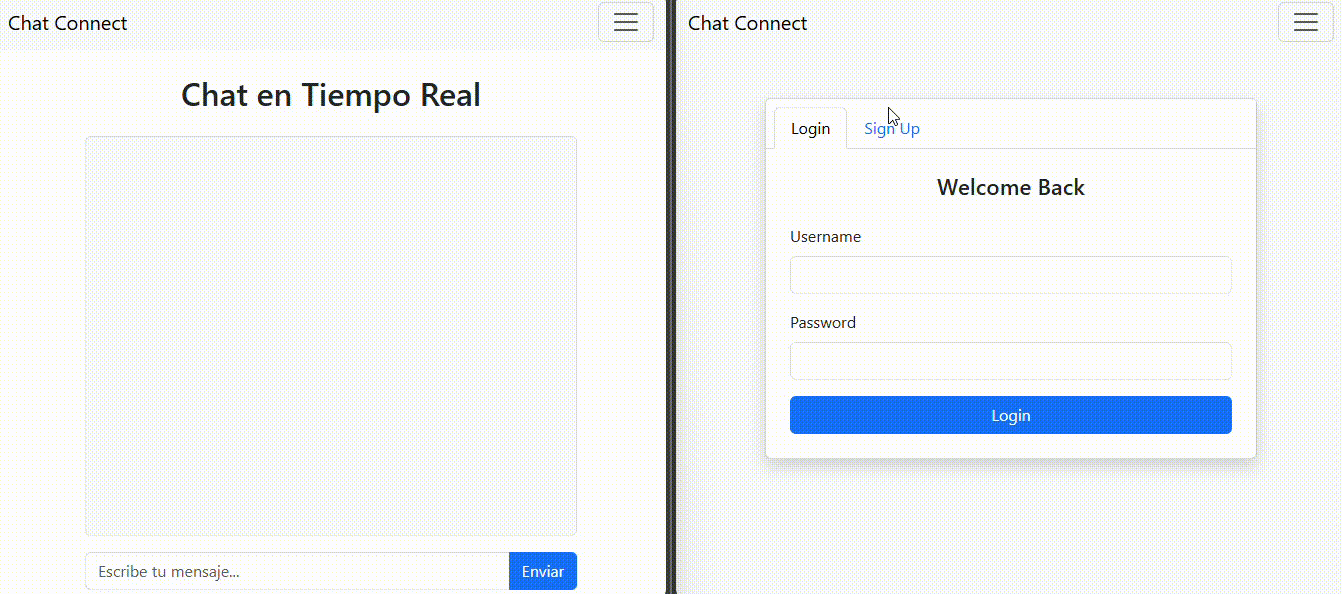 Chat Connect
Chat en Tiempo Real
Escribe tu mensaje...
Enviar
Chat Connect
Login
Sign Up
Welcome Back
Username
Password
Login